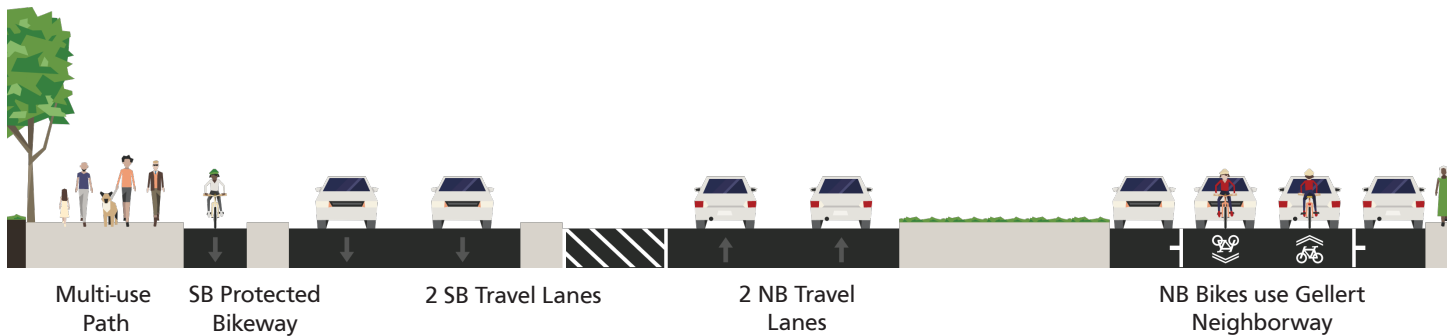 Multi-use
Path
SB Protected
Bikeway
2 SB Travel Lanes
2 NB Travel
Lanes
NB Bikes use Gellert
Neighborway